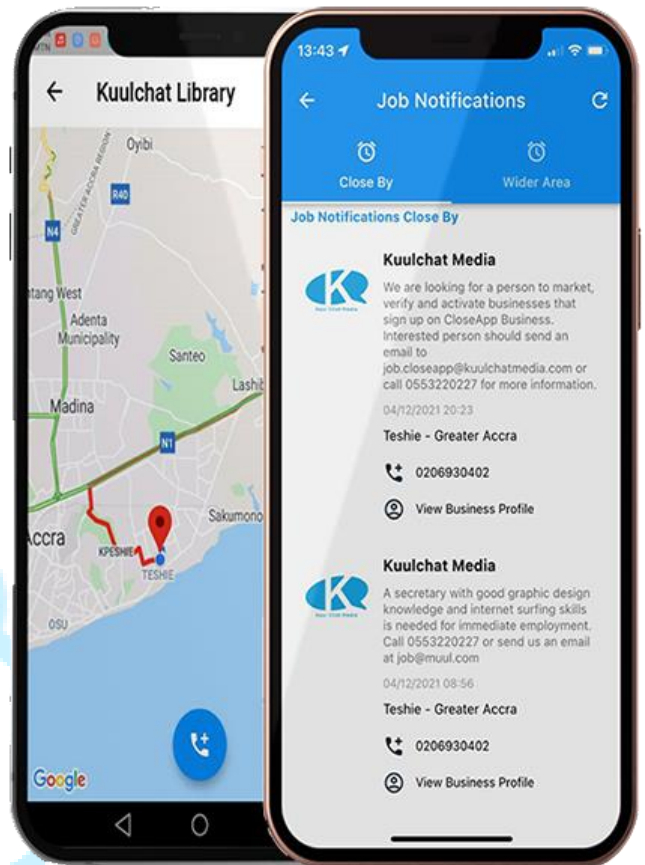 MTN
Kuulchat Library
Oyibi
GREATER ACCRA REGION
R40
N4
ntang West
Adenta
Municipality
Santeo
Lashib
Madina
N1
Sakumono
Accra
KPESHIE
TESHIE
OSU
Google
13:43
Job Notifications
Close By
Wider Area
Job Notifications Close By
Kuulchat Media
We are looking for a person to market,
verify and activate businesses that
sign up on CloseApp Business.
Interested person should send an
email to
job.closeapp@kuulchatmedia.com or
call 0553220227 for more information.
04/12/2021 20:23
Teshie - Greater Accra
0206930402
View Business Profile
Kuulchat Media
A secretary with good graphic design
knowledge and internet surfing skills
is needed for immediate employment.
Call 0553220227 or send us an email
at job@muul.com
04/12/2021 08:56
Teshie - Greater Accra
0206930402
View Business Profile